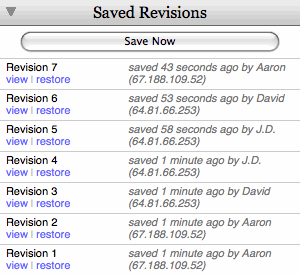 Saved Revisions
Save Now
Revision 7 saved 43 seconds ago by Aaron
view | restore (67.188.109.52)
Revision 6 saved 53 seconds ago by David
view | restore (64.81.66.253)
Revision 5 saved 58 seconds ago by J.D.
view | restore (64.81.66.253)
Revision 4 saved 1 minute ago by J.D.
view | restore (64.81.66.253)
Revision 3 saved 1 minute ago by David
view | restore (64.81.66.253)
Revision 2 saved 1 minute ago by Aaron
view | restore (67.188.109.52)
Revision 1 saved 1 minute ago by Aaron
view | restore (67.188.109.52)